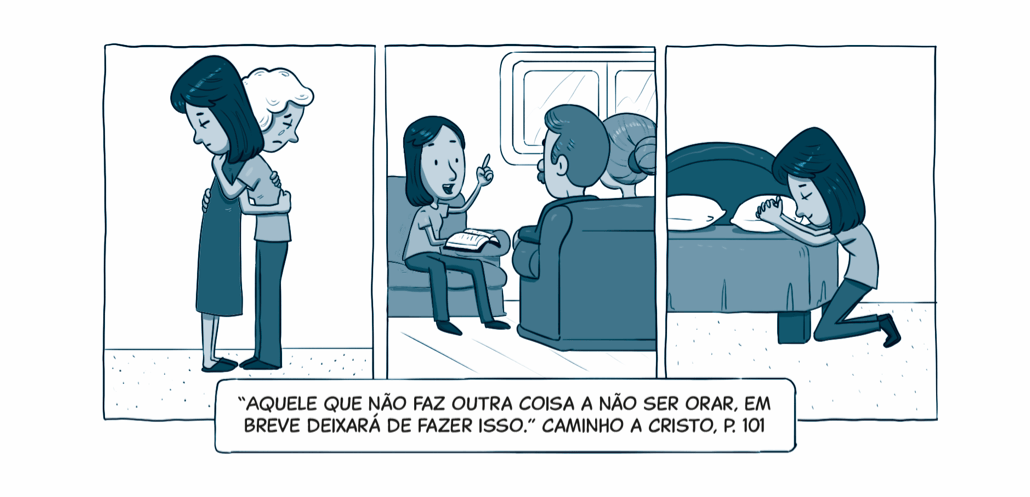 “AQUELE QUE NÃO FAZ OUTRA COISA A NÃO SER ORAR, EM
BREVE DEIXARÁ DE FAZER ISSO.” CAMINHO A CRISTO, P. 101